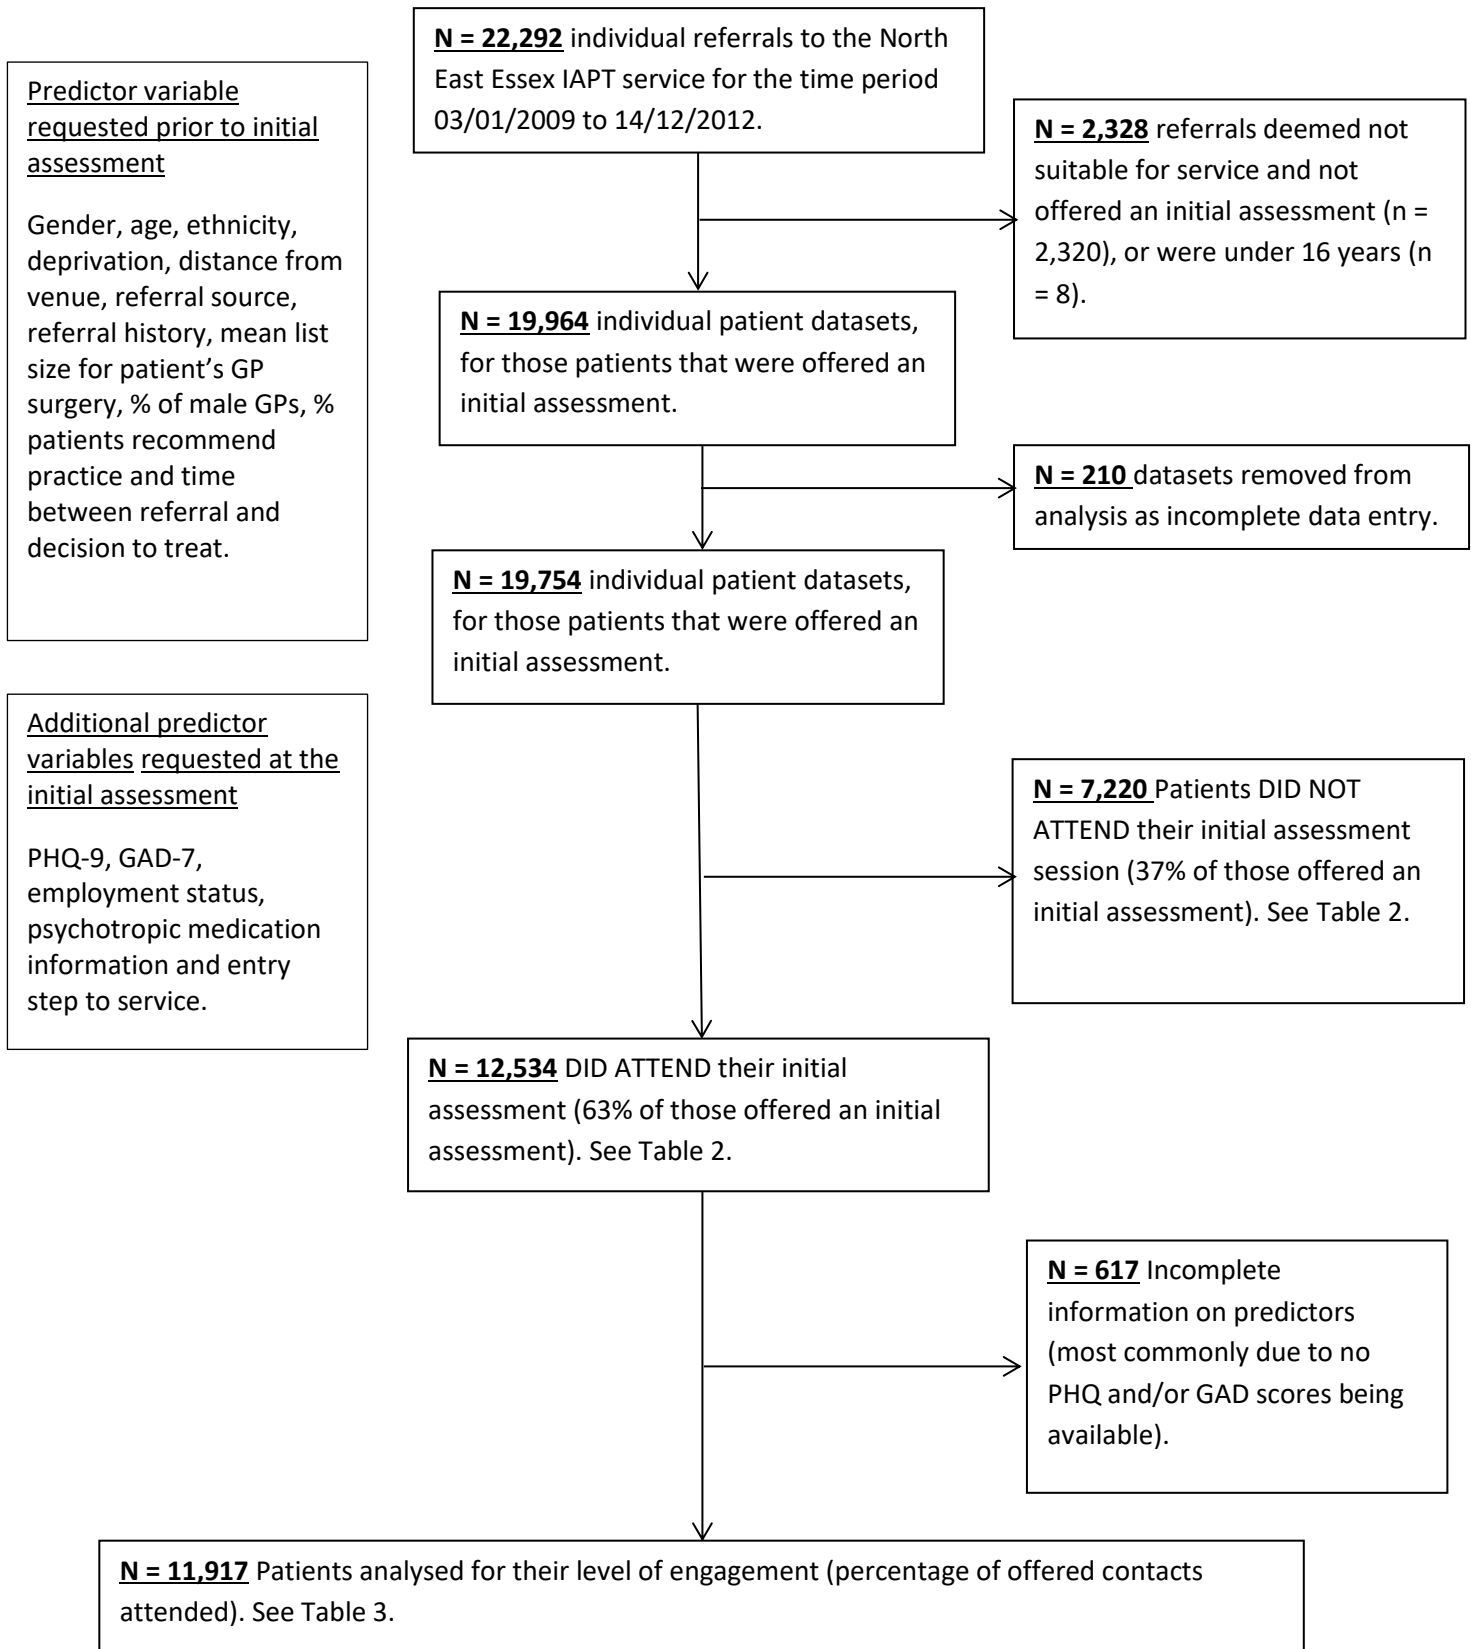 N = 22,292 individual referrals to the North
East Essex IAPT service for the time period
03/01/2009 to 14/12/2012.
Predictor variable
requested prior to initial
assessment
Gender, age, ethnicity,
deprivation, distance from
venue, referral source,
referral history, mean list
size for patient’s GP
surgery, % of male GPs, %
patients recommend
practice and time
between referral and
decision to treat.
N = 2,328 referrals deemed not
suitable for service and not
offered an initial assessment (n =
2,320), or were under 16 years (n
= 8).
N = 19,964 individual patient datasets,
for those patients that were offered an
initial assessment.
N = 210 datasets removed from
analysis as incomplete data entry.
N = 19,754 individual patient datasets,
for those patients that were offered an
initial assessment.
Additional predictor
variables requested at the
initial assessment
PHQ-9, GAD-7,
employment status,
psychotropic medication
information and entry
step to service.
N = 7,220 Patients DID NOT
ATTEND their initial assessment
session (37% of those offered an
initial assessment). See Table 2.
N = 12,534 DID ATTEND their initial
assessment (63% of those offered an initial
assessment). See Table 2.
N = 617 Incomplete
information on predictors
(most commonly due to no
PHQ and/or GAD scores being
available).
N = 11,917 Patients analysed for their level of engagement (percentage of offered contacts
attended). See Table 3.